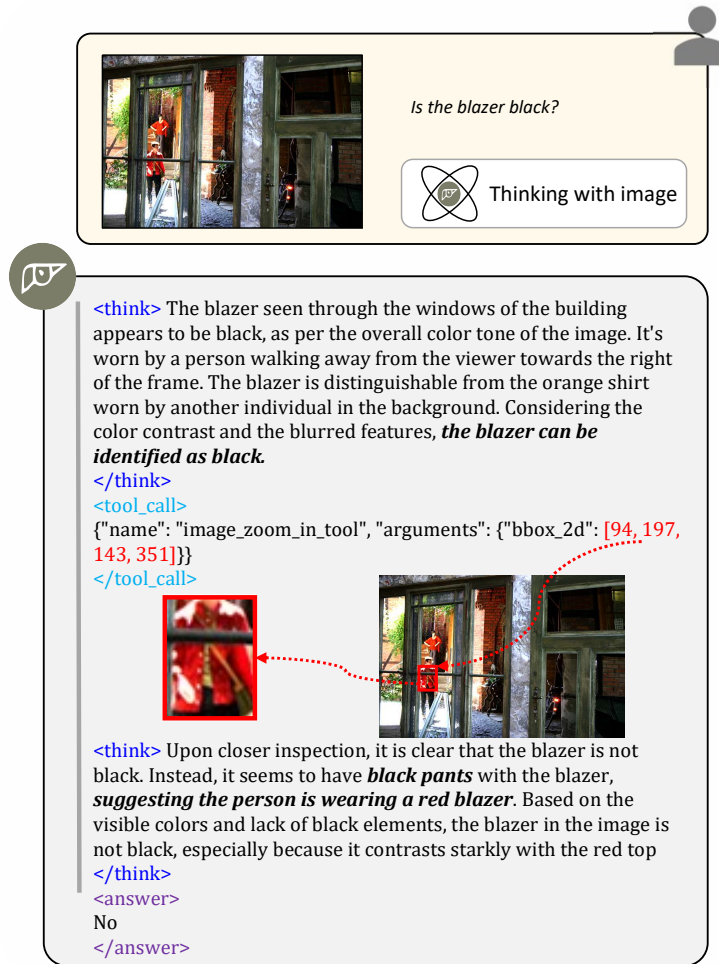 Is the blazer black?
Thinking with image
<think> The blazer seen through the windows of the building
appears to be black, as per the overall color tone of the image. It's
worn by a person walking away from the viewer towards the right
of the frame. The blazer is distinguishable from the orange shirt
worn by another individual in the background. Considering the
color contrast and the blurred features, the blazer can be
identified as black.
</think>
<tool_call>
{"name": "image_zoom_in_tool", "arguments": {"bbox_2d": [94, 197,
143, 351]}}
</tool_call>
<think> Upon closer inspection, it is clear that the blazer is not
black. Instead, it seems to have black pants with the blazer,
suggesting the person is wearing a red blazer. Based on the
visible colors and lack of black elements, the blazer in the image is
not black, especially because it contrasts starkly with the red top
</think>
<answer>
No
</answer>